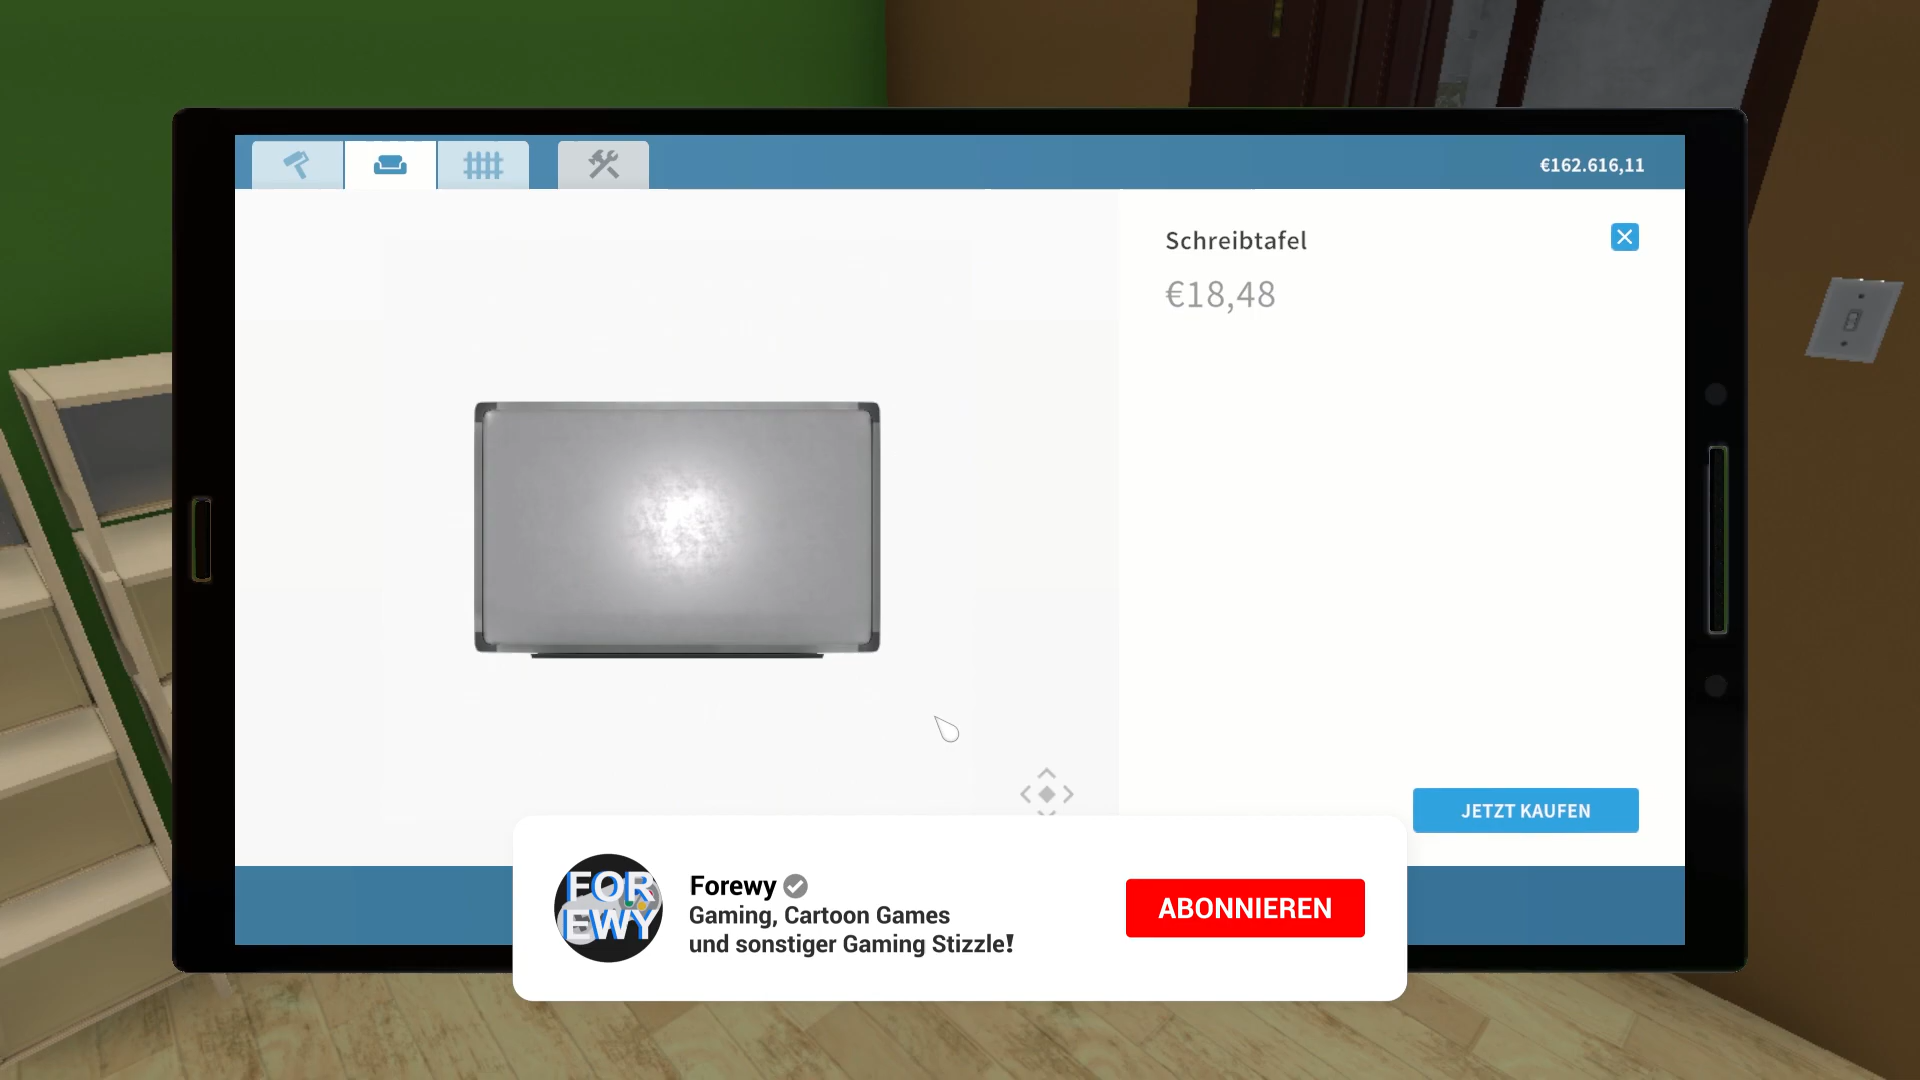 €162.616,11
Schreibtafel
€18,48
JETZT KAUFEN
FOR
EWY
Forewy
Gaming, Cartoon Games
und sonstiger Gaming Stizzle!
ABONNIEREN